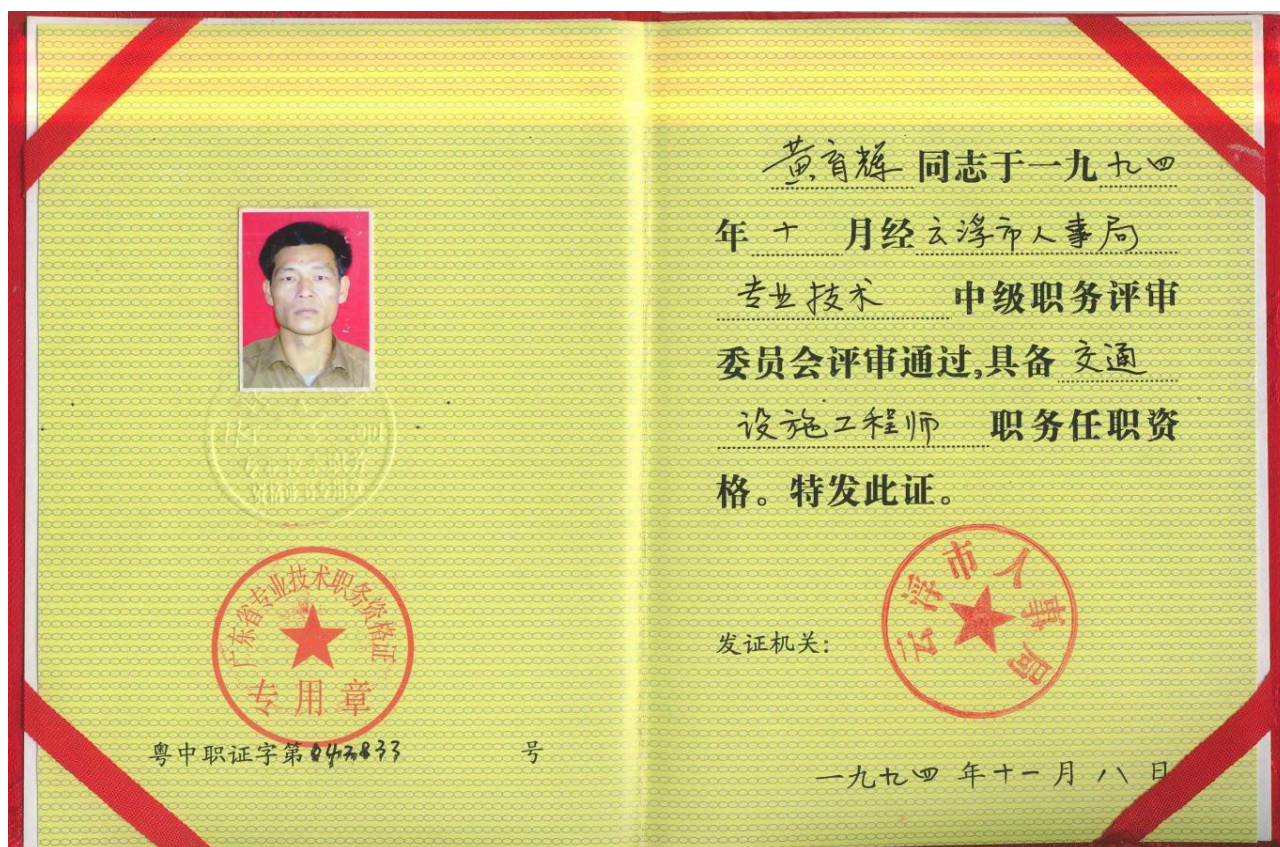 广东省专业技术职务资格证
专用章
粤中职证字第 号
黄育辉 同志于一九九四
年 十 月经云浮市人事局
专业技术 中级职务评审
委员会评审通过,具备 交通
设施工程师 职务任职资
格。特发此证。
云浮市人事局
发证机关:
一九九四 年十一月 八 日